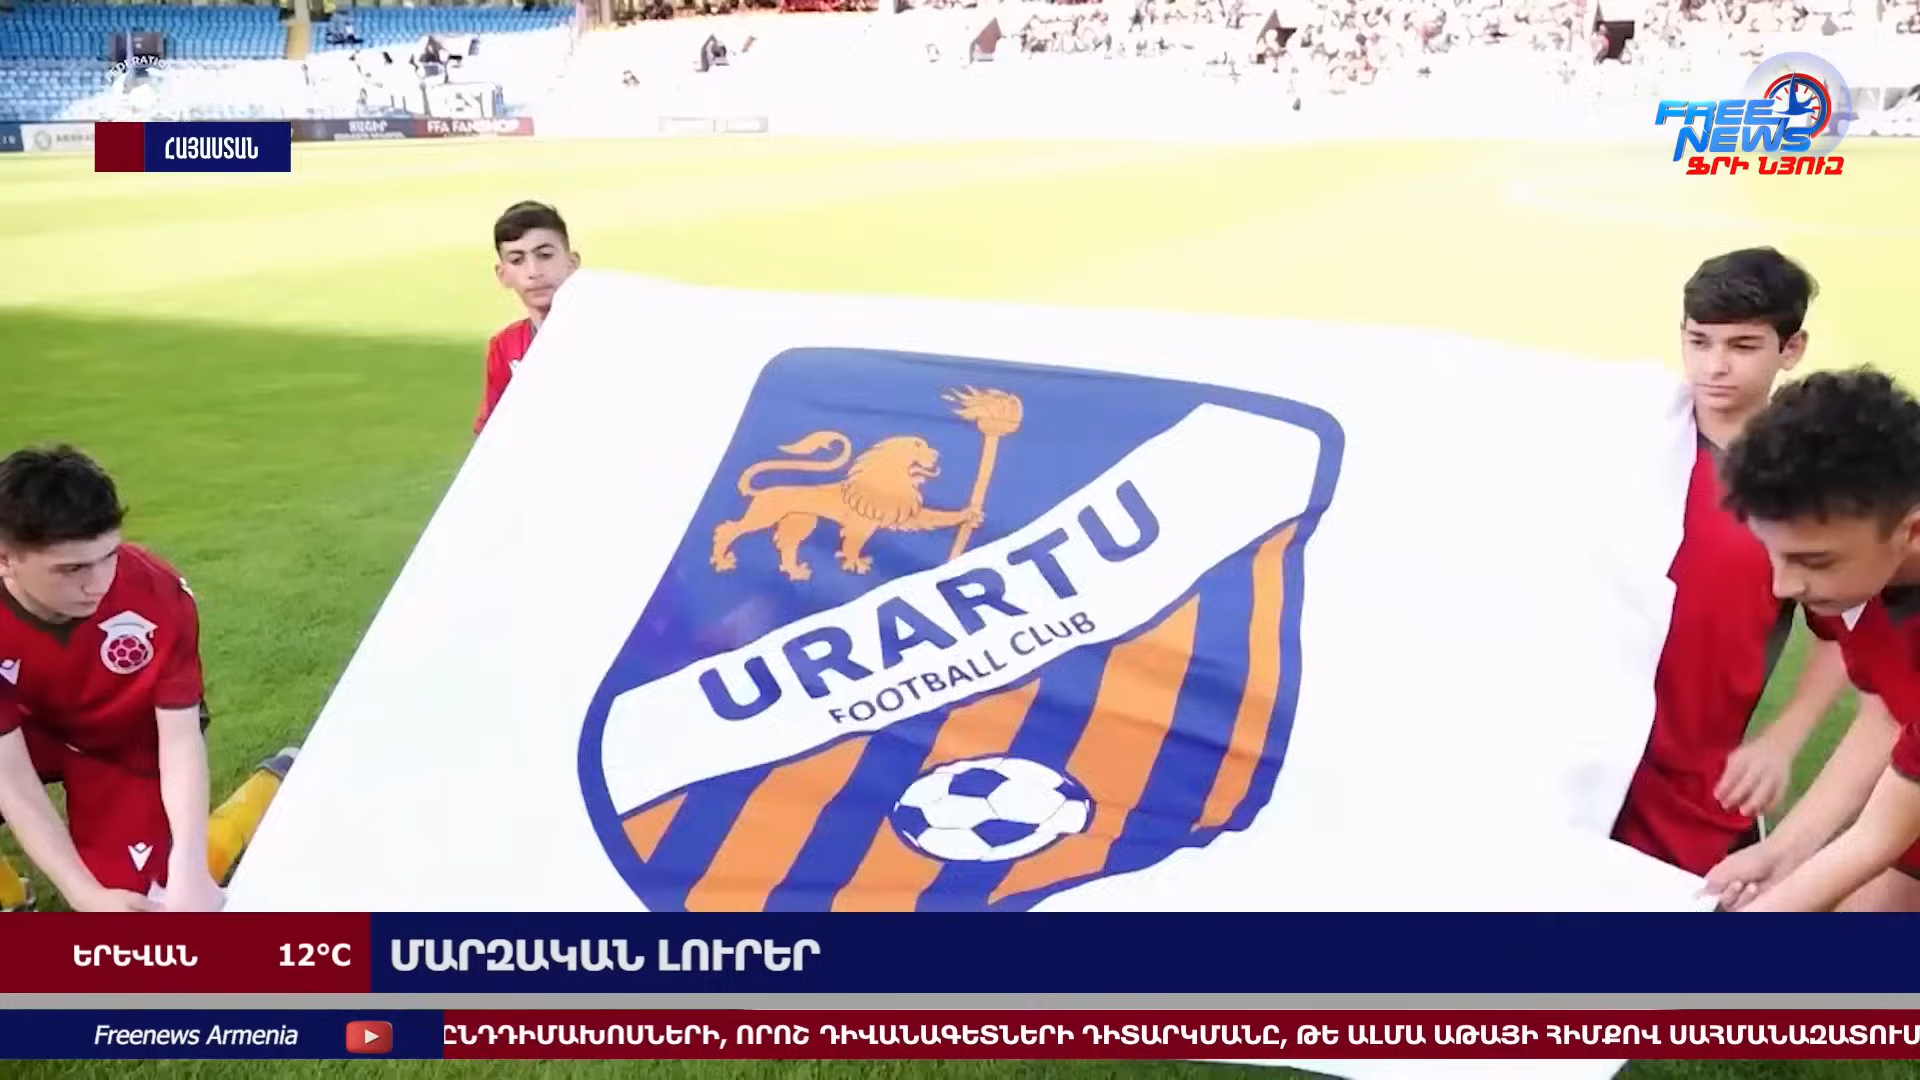 FEDERATION
FFA FANSHOP
ՀԱՅԱՍՏԱՆ
FREE
NEWS
ՖՐԻ ՆՅՈՒԶ
URARTU
FOOTBALL CLUB
ԵՐԵՎԱՆ 12°C
ՄԱՐԶԱԿԱՆ ԼՈՒՐԵՐ
Freenews Armenia
ԸՆԴԴԻՄԱԽՈՍՆԵՐԻ, ՈՐՈՇ ԴԻՎԱՆԱԳԵՏՆԵՐԻ ԴԻՏԱՐԿՄԱՆԸ, ԹԵ ԱԼՄԱ ԱԹԱՅԻ ՀԻՄՔՈՎ ՍԱՀՄԱՆԱԶԱՏՈՒՄ